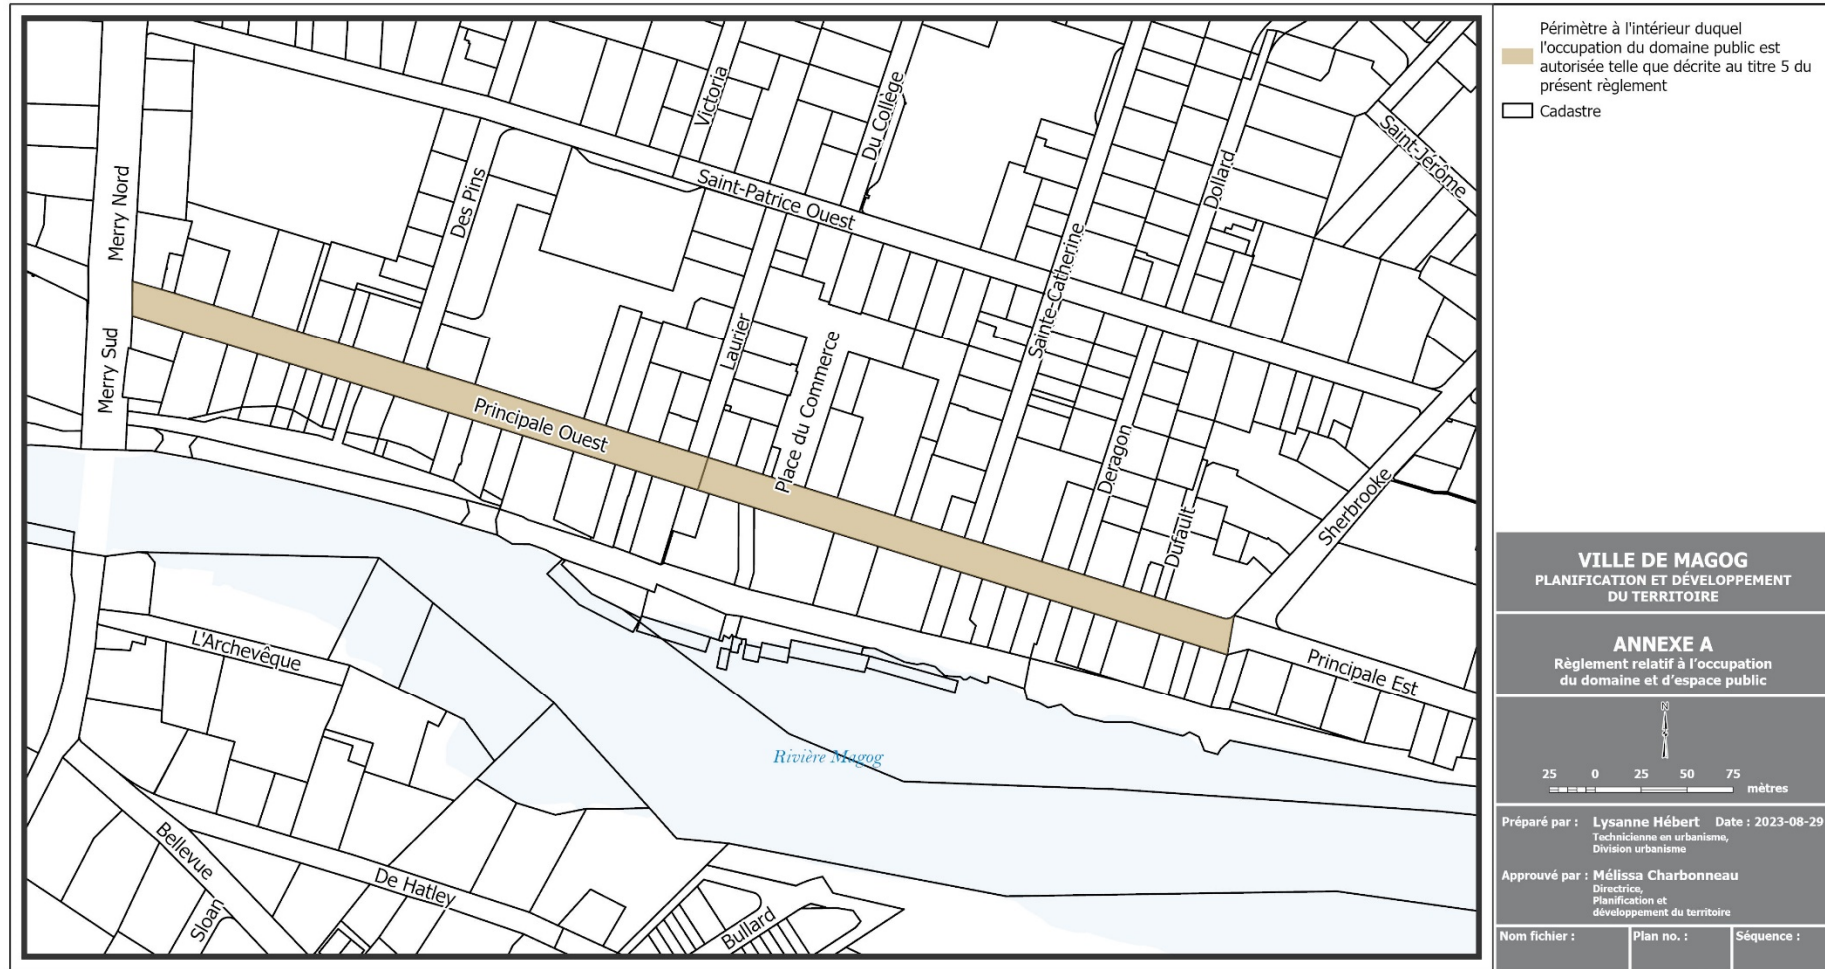 Périmètre à l'intérieur duquel
l'occupation du domaine public est
autorisée telle que décrite au titre 5 du
présent règlement
Cadastre
Victoria
Du Collège
Saint-Jérôme
Merry Nord
Des Pins
Saint-Patrice Ouest
Dollard
Sainte-Catherine
Merry Sud
Laurier
Place du Commerce
Principale Ouest
Deragon
Dufault
Sherbrooke
Principale Est
L'Archevêque
Rivière Magog
Bellevue
De Hatley
Sloan
Bullard
VILLE DE MAGOG
PLANIFICATION ET DÉVELOPPEMENT
DU TERRITOIRE
ANNEXE A
Règlement relatif à l'occupation
du domaine et d'espace public
N
25 0 25 50 75
mètres
Préparé par : Lysanne Hébert Date : 2023-08-29
Technicienne en urbanisme,
Division urbanisme
Approuvé par : Mélissa Charbonneau
Directrice,
Planification et
développement du territoire
Nom fichier : Plan no. : Séquence :